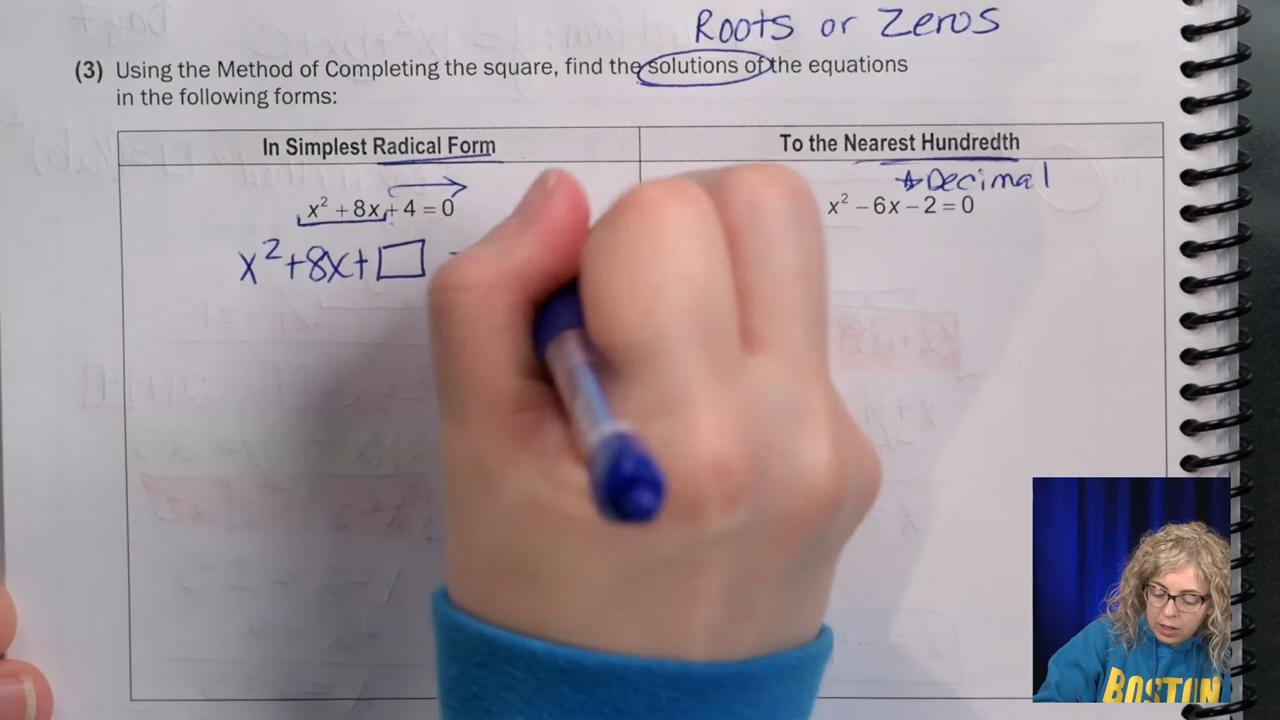 Roots or Zeros
(3) Using the Method of Completing the square, find the solutions of the equations
in the following forms:
In Simplest Radical Form
To the Nearest Hundredth
*Decimal
x² + 8x + 4 = 0
x² − 6x − 2 = 0
x²+8x+□
BOSTON